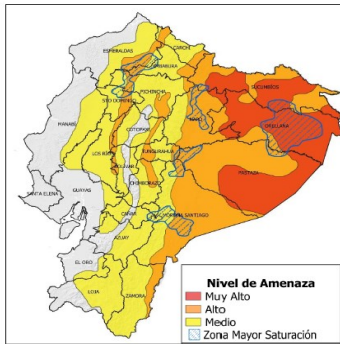 ESMERALDAS
CARCHI
IMBABURA
SUCUMBIOS
PICHINCHA
STO DOMINGO
NAPO
ORELLANA
MANABI
COTOPAXI
TUNGURAHUA
LOS RIOS
BOLIVAR
PASTAZA
CHIMBORAZO
SANTA ELENA
GUAYAS
CAÑAR
MORONA SANTIAGO
AZUAY
EL ORO
LOJA
ZAMORA
Nivel de Amenaza
Muy Alto
Alto
Medio
Zona Mayor Saturación